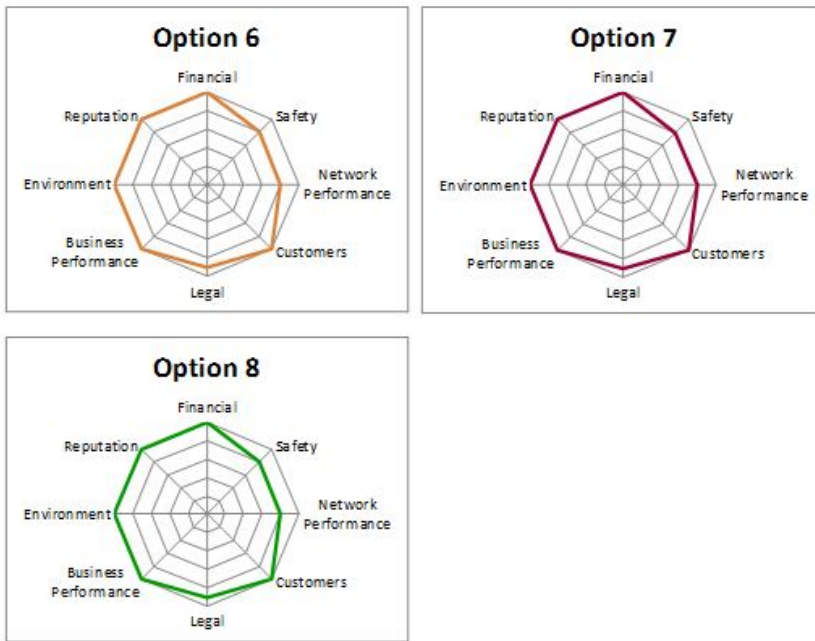 Option 6
Financial
Reputation
Safety
Environment
Network
Performance
Business
Performance
Customers
Legal
Option 7
Financial
Reputation
Safety
Environment
Network
Performance
Business
Performance
Customers
Legal
Option 8
Financial
Reputation
Safety
Environment
Network
Performance
Business
Performance
Customers
Legal